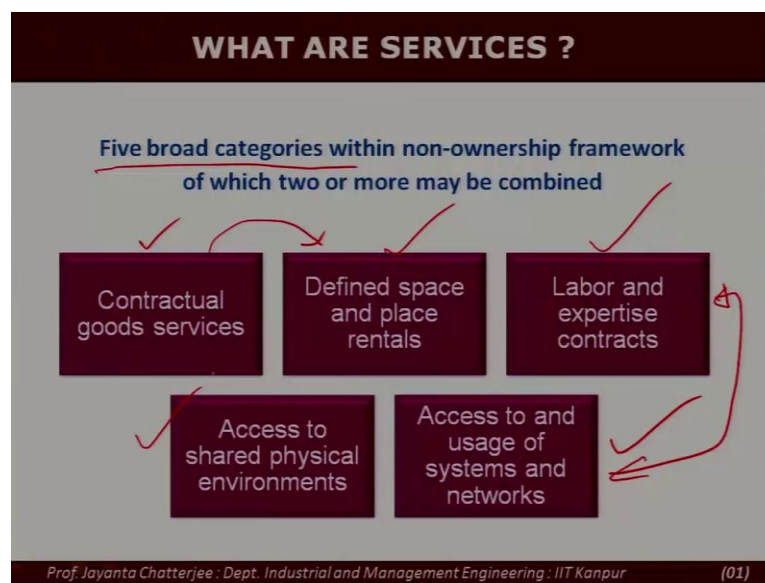 WHAT ARE SERVICES ?
Five broad categories within non-ownership framework
of which two or more may be combined
Contractual
goods services
Defined space
and place
rentals
Labor and
expertise
contracts
Access to
shared physical
environments
Access to and
usage of
systems and
networks
Prof. Jayanta Chatterjee : Dept. Industrial and Management Engineering : IIT Kanpur (01)